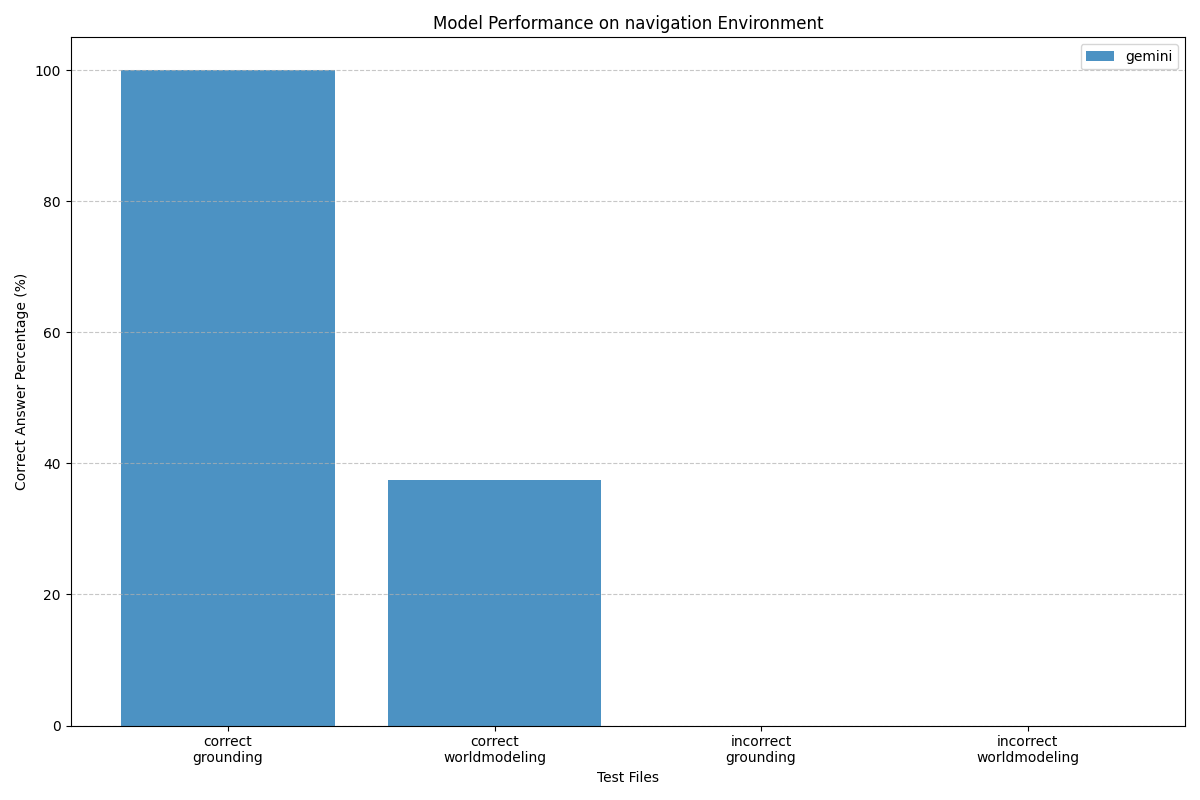 Model Performance on navigation Environment
gemini
Correct Answer Percentage (%)
100
80
60
40
20
0
correct
grounding
correct
worldmodeling
incorrect
grounding
incorrect
worldmodeling
Test Files